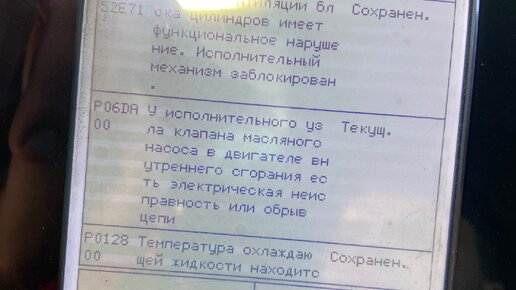 тиляции бл Сохранен.
52E71 ока цилиндров имеет
функциональное наруше
ние. Исполнительный
механизм заблокирован
.
P06DA У исполнительного уз Текущ.
00 ла клапана масляного
насоса в двигателе вн
утреннего сгорания ес
ть электрическая неис
правность или обрыв
цепи
P0128 Температура охлаждаю Сохранен.
00 щей жидкости находитс